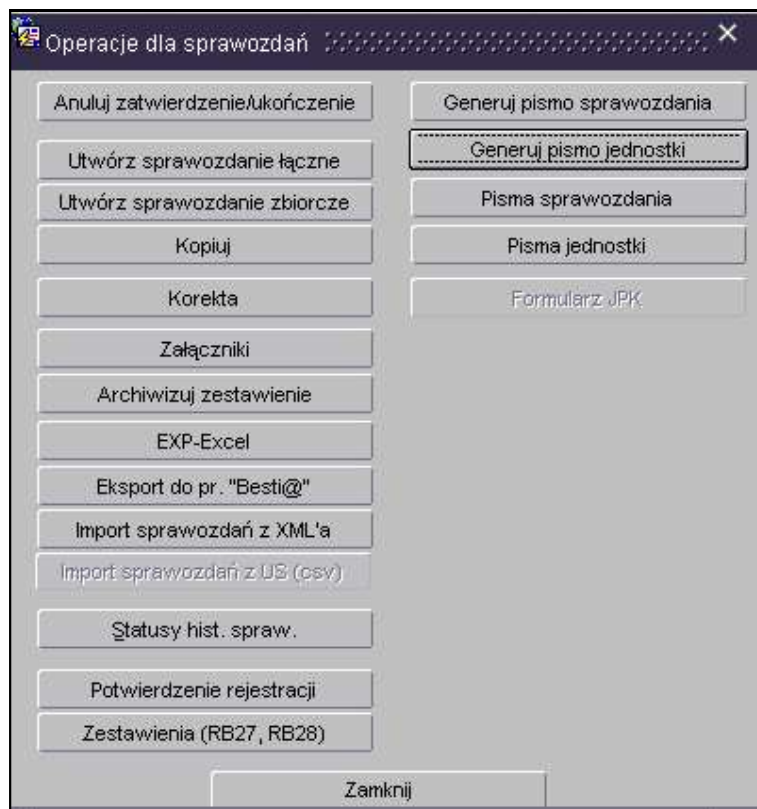 Operacje dla sprawozdań
Anuluj zatwierdzenie/ukończenie
Utwórz sprawozdanie łączne
Utwórz sprawozdanie zbiorcze
Kopiuj
Korekta
Załączniki
Archiwizuj zestawienie
EXP-Excel
Eksport do pr. "Besti@"
Import sprawozdań z XML'a
Import sprawozdań z US (csv)
Statusy hist. spraw.
Potwierdzenie rejestracji
Zestawienia (RB27, RB28)
Generuj pismo sprawozdania
Generuj pismo jednostki
Pisma sprawozdania
Pisma jednostki
Formularz JPK
Zamknij